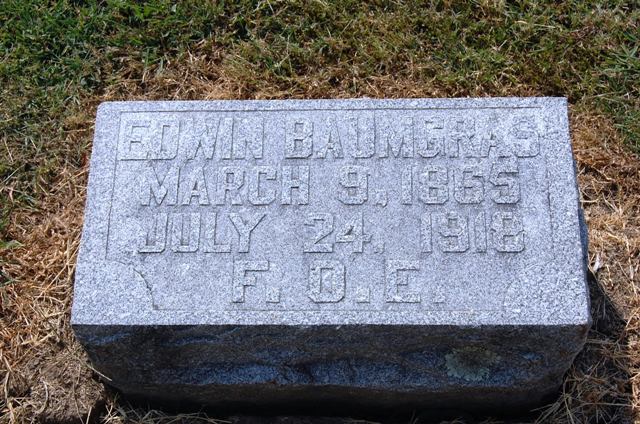 EDWIN BAUMGRAS
MARCH 9, 1865
JULY 24, 1918
F. O. E.